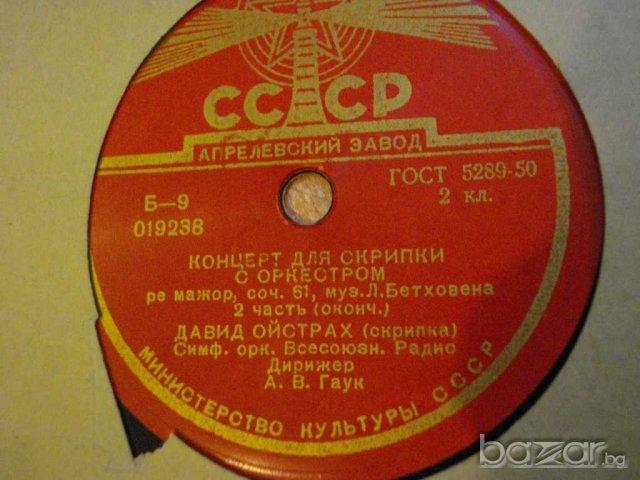 СССР
АПРЕЛЕВСКИЙ ЗАВОД
ГОСТ 5289-50
2 кл.
Б—9
019238
КОНЦЕРТ ДЛЯ СКРИПКИ
С ОРКЕСТРОМ
ре мажор, соч. 61, муз.Л.Бетховена
2 часть (оконч.)
ДАВИД ОЙСТРАХ (скрипка)
Симф. орк. Всесоюзн. Радио
Дирижер
А. В. Гаук
МИНИСТЕРСТВО КУЛЬТУРЫ СССР
bazar.bg